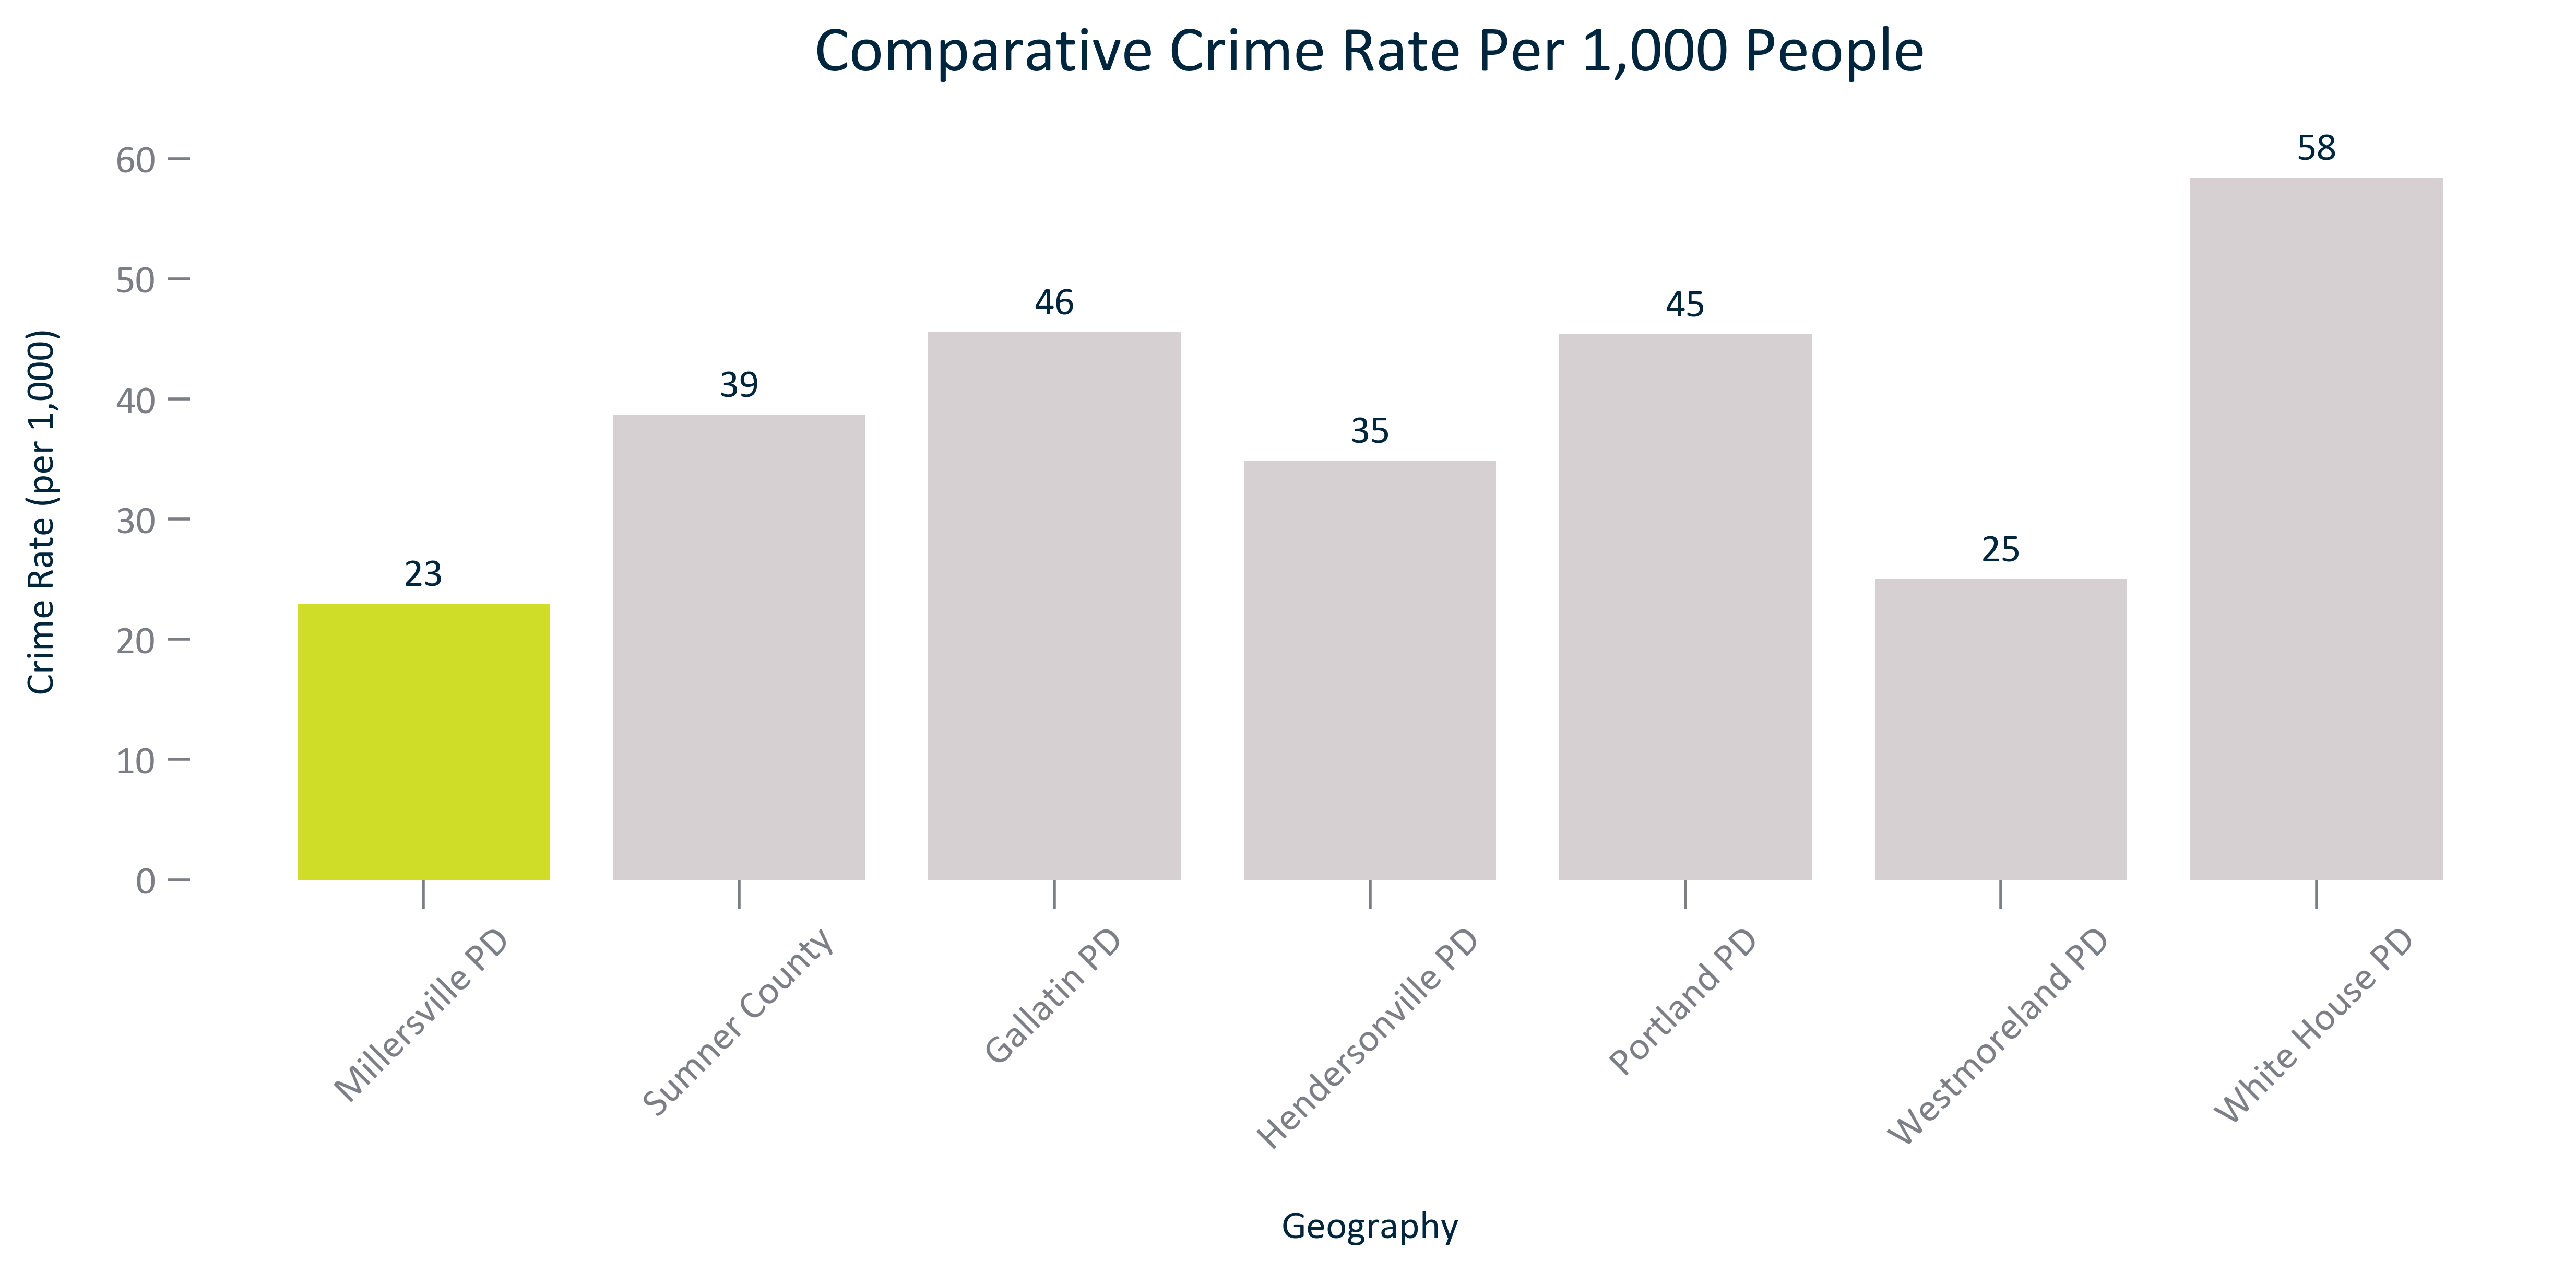 Comparative Crime Rate Per 1,000 People
Crime Rate (per 1,000)
60
50
40
30
20
10
0
23
39
46
35
45
25
58
Millersville PD
Sumner County
Gallatin PD
Hendersonville PD
Portland PD
Westmoreland PD
White House PD
Geography